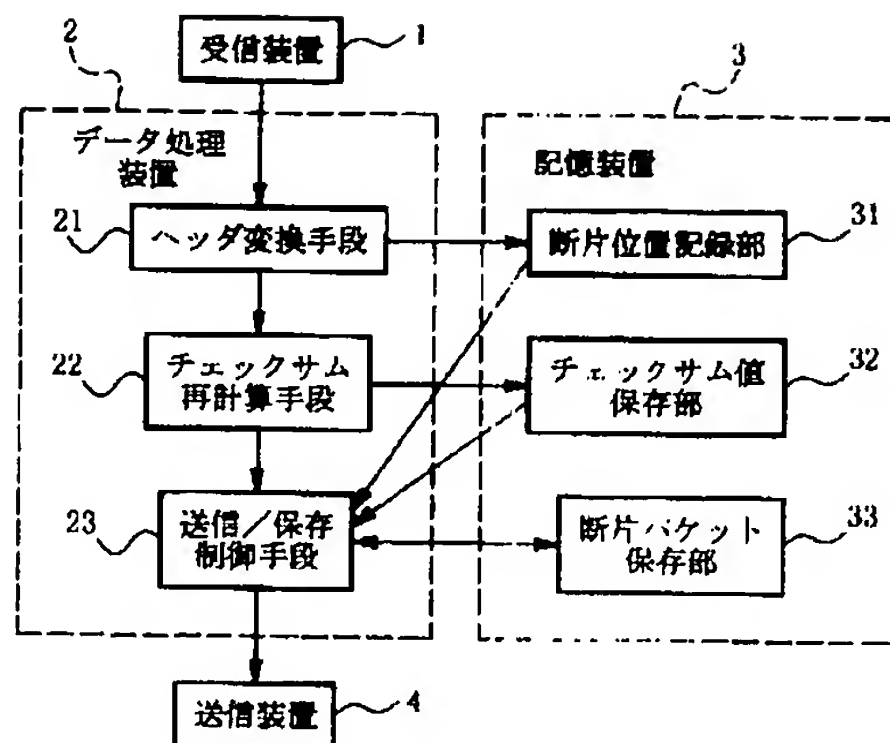 受信装置
1
2
3
データ処理
装置
記憶装置
21
ヘッダ変換手段
断片位置記録部
31
22
チェックサム
再計算手段
チェックサム値
保存部
32
23
送信/保存
制御手段
断片パケット
保存部
33
送信装置
4